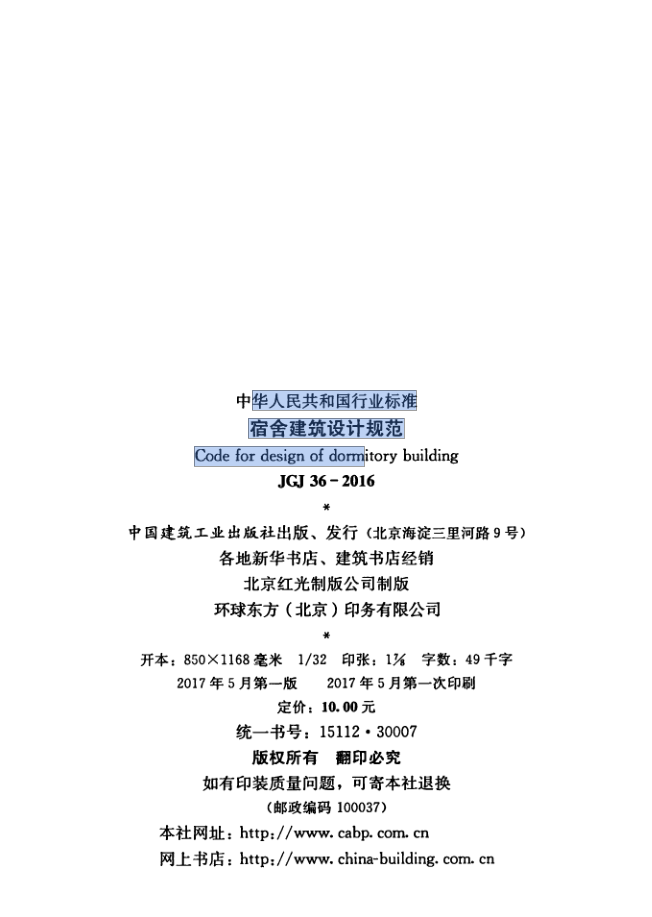 中华人民共和国行业标准
宿舍建筑设计规范
Code for design of dormitory building
JGJ 36-2016
*
中国建筑工业出版社出版、发行（北京海淀三里河路9号）
各地新华书店、建筑书店经销
北京红光制版公司制版
环球东方（北京）印务有限公司
*
开本：850×1168毫米 1/32 印张：1⅞ 字数：49千字
2017年5月第一版 2017年5月第一次印刷
定价：10.00元
统一书号：15112·30007
版权所有 翻印必究
如有印装质量问题，可寄本社退换
（邮政编码 100037）
本社网址：http://www.cabp.com.cn
网上书店：http://www.china-building.com.cn